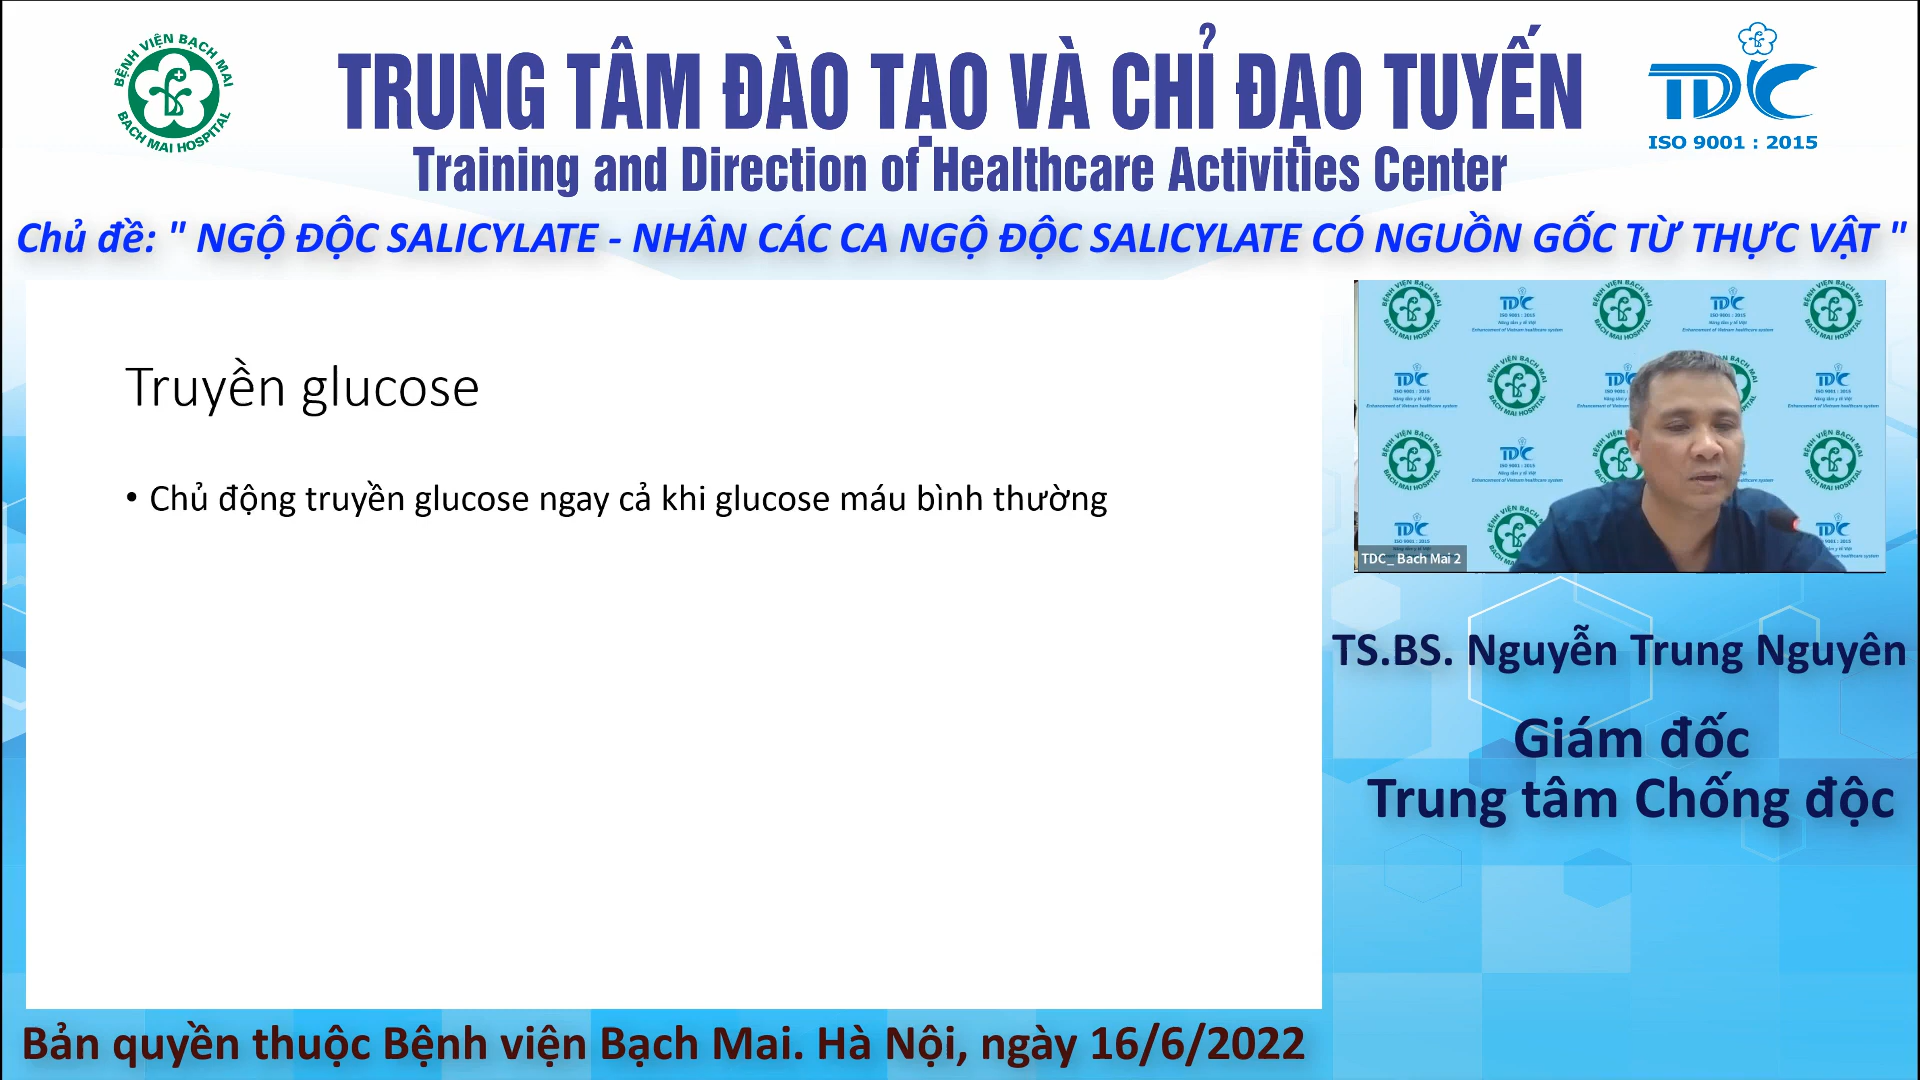 BỆNH VIỆN BẠCH MAI
BACH MAI HOSPITAL
TRUNG TÂM ĐÀO TẠO VÀ CHỈ ĐẠO TUYẾN
Training and Direction of Healthcare Activities Center
TDC
ISO 9001 : 2015
Chủ đề: " NGỘ ĐỘC SALICYLATE - NHÂN CÁC CA NGỘ ĐỘC SALICYLATE CÓ NGUỒN GỐC TỪ THỰC VẬT "
Truyền glucose
• Chủ động truyền glucose ngay cả khi glucose máu bình thường
TDC_ Bach Mai 2
TS.BS. Nguyễn Trung Nguyên
Giám đốc
Trung tâm Chống độc
Bản quyền thuộc Bệnh viện Bạch Mai. Hà Nội, ngày 16/6/2022